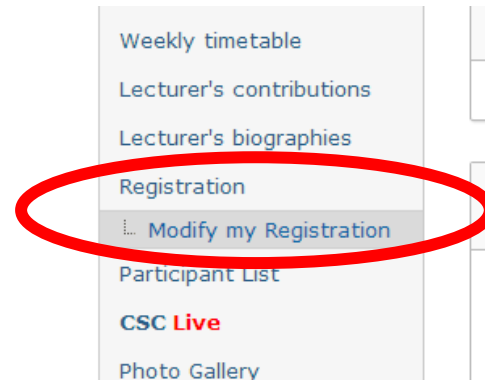 Weekly timetable
Lecturer's contributions
Lecturer's biographies
Registration
Modify my Registration
Participant List
CSC Live
Photo Gallery